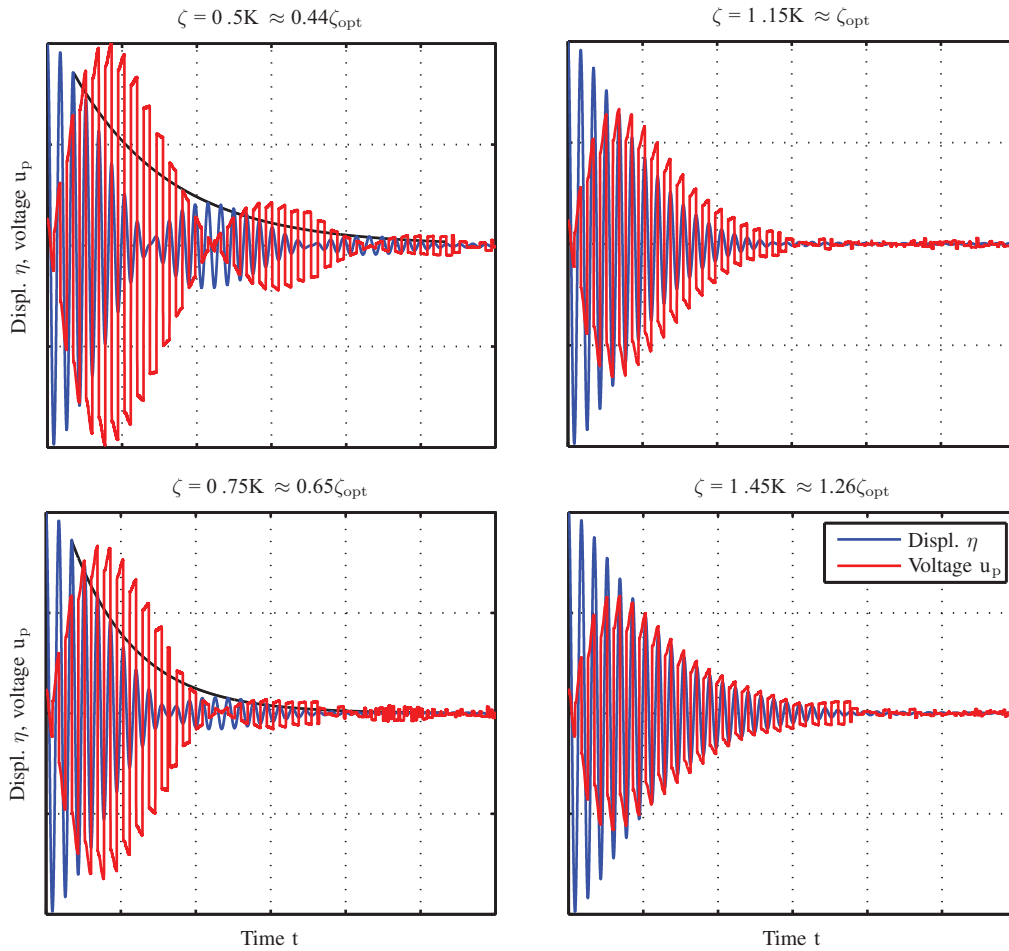 ζ = 0 .5K ≈ 0.44ζopt
ζ = 1 .15K ≈ ζopt
Displ. η, voltage up
ζ = 0 .75K ≈ 0.65ζopt
ζ = 1 .45K ≈ 1.26ζopt
Displ. η, voltage up
Displ. η
Voltage up
Time t
Time t